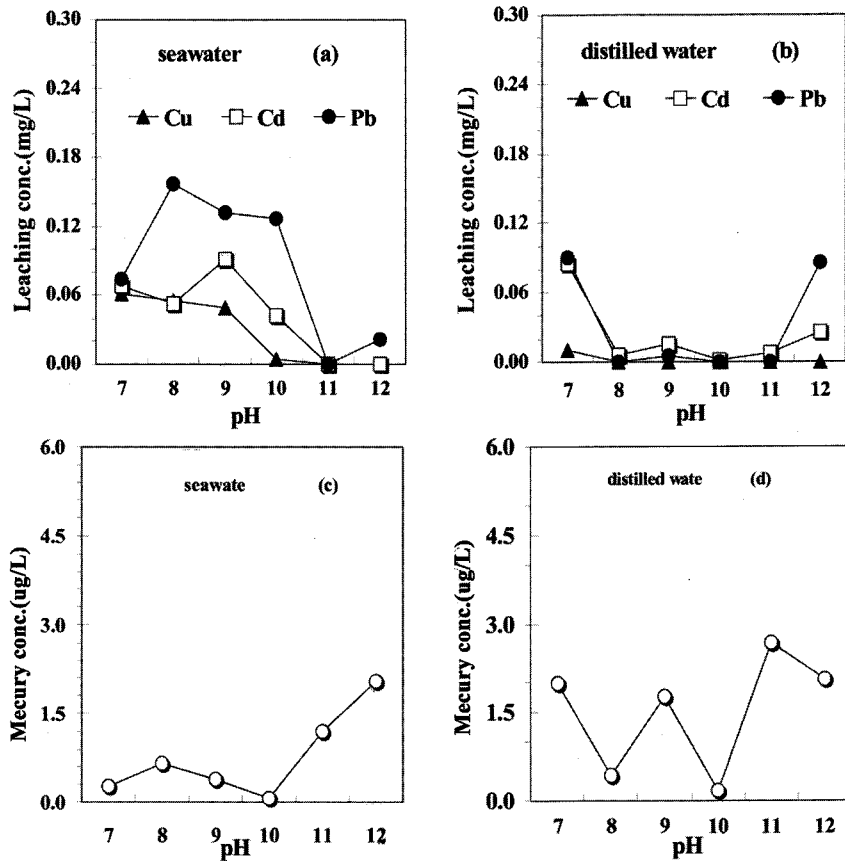 0.30
0.24
0.18
0.12
0.06
0.00
Leaching conc.(mg/L)
seawater (a)
Cu Cd Pb
7 8 9 10 11 12
pH
0.30
0.24
0.18
0.12
0.06
0.00
Leaching conc.(mg/L)
distilled water (b)
Cu Cd Pb
7 8 9 10 11 12
pH
6.0
4.5
3.0
1.5
0.0
Mecury conc.(ug/L)
seawate (c)
7 8 9 10 11 12
pH
6.0
4.5
3.0
1.5
0.0
Mecury conc.(ug/L)
distilled wate (d)
7 8 9 10 11 12
pH